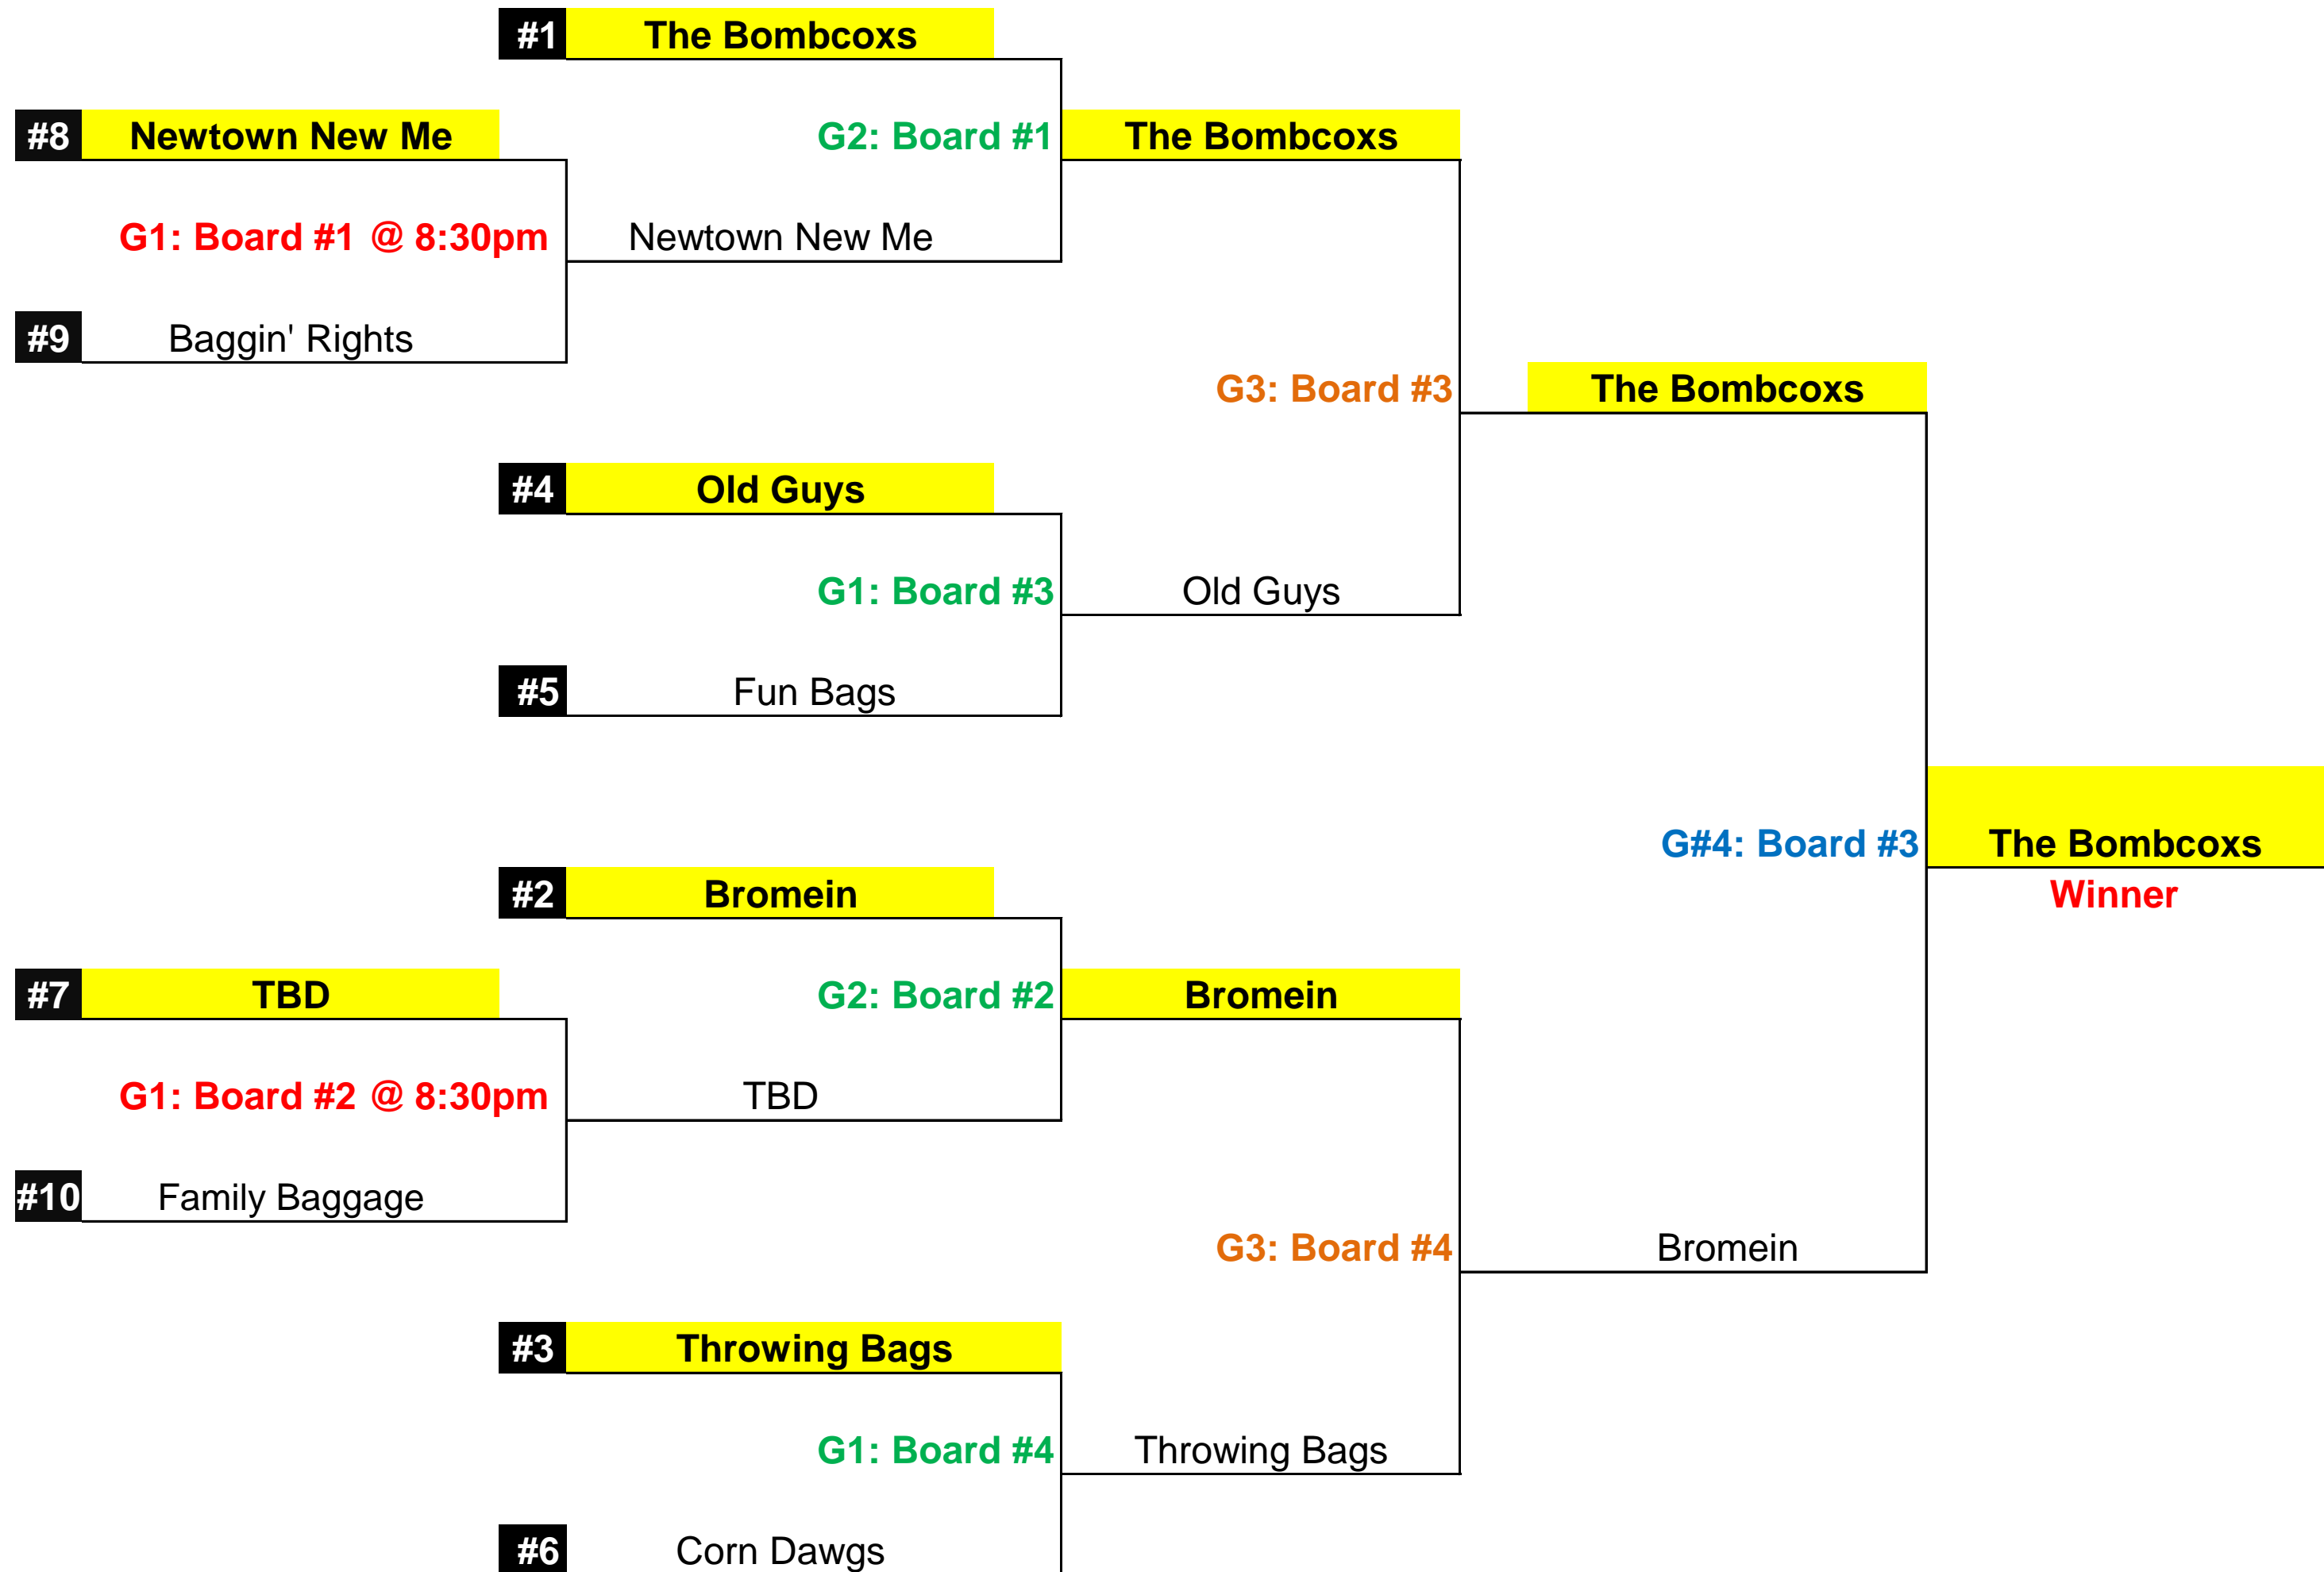 #1 The Bombcoxs
#8 Newtown New Me G2: Board #1 The Bombcoxs
G1: Board #1 @ 8:30pm Newtown New Me
#9 Baggin' Rights
G3: Board #3 The Bombcoxs
#4 Old Guys
G1: Board #3 Old Guys
#5 Fun Bags
G#4: Board #3 The Bombcoxs
#2 Bromein Winner
#7 TBD G2: Board #2 Bromein
G1: Board #2 @ 8:30pm TBD
#10 Family Baggage
G3: Board #4 Bromein
#3 Throwing Bags
G1: Board #4 Throwing Bags
#6 Corn Dawgs